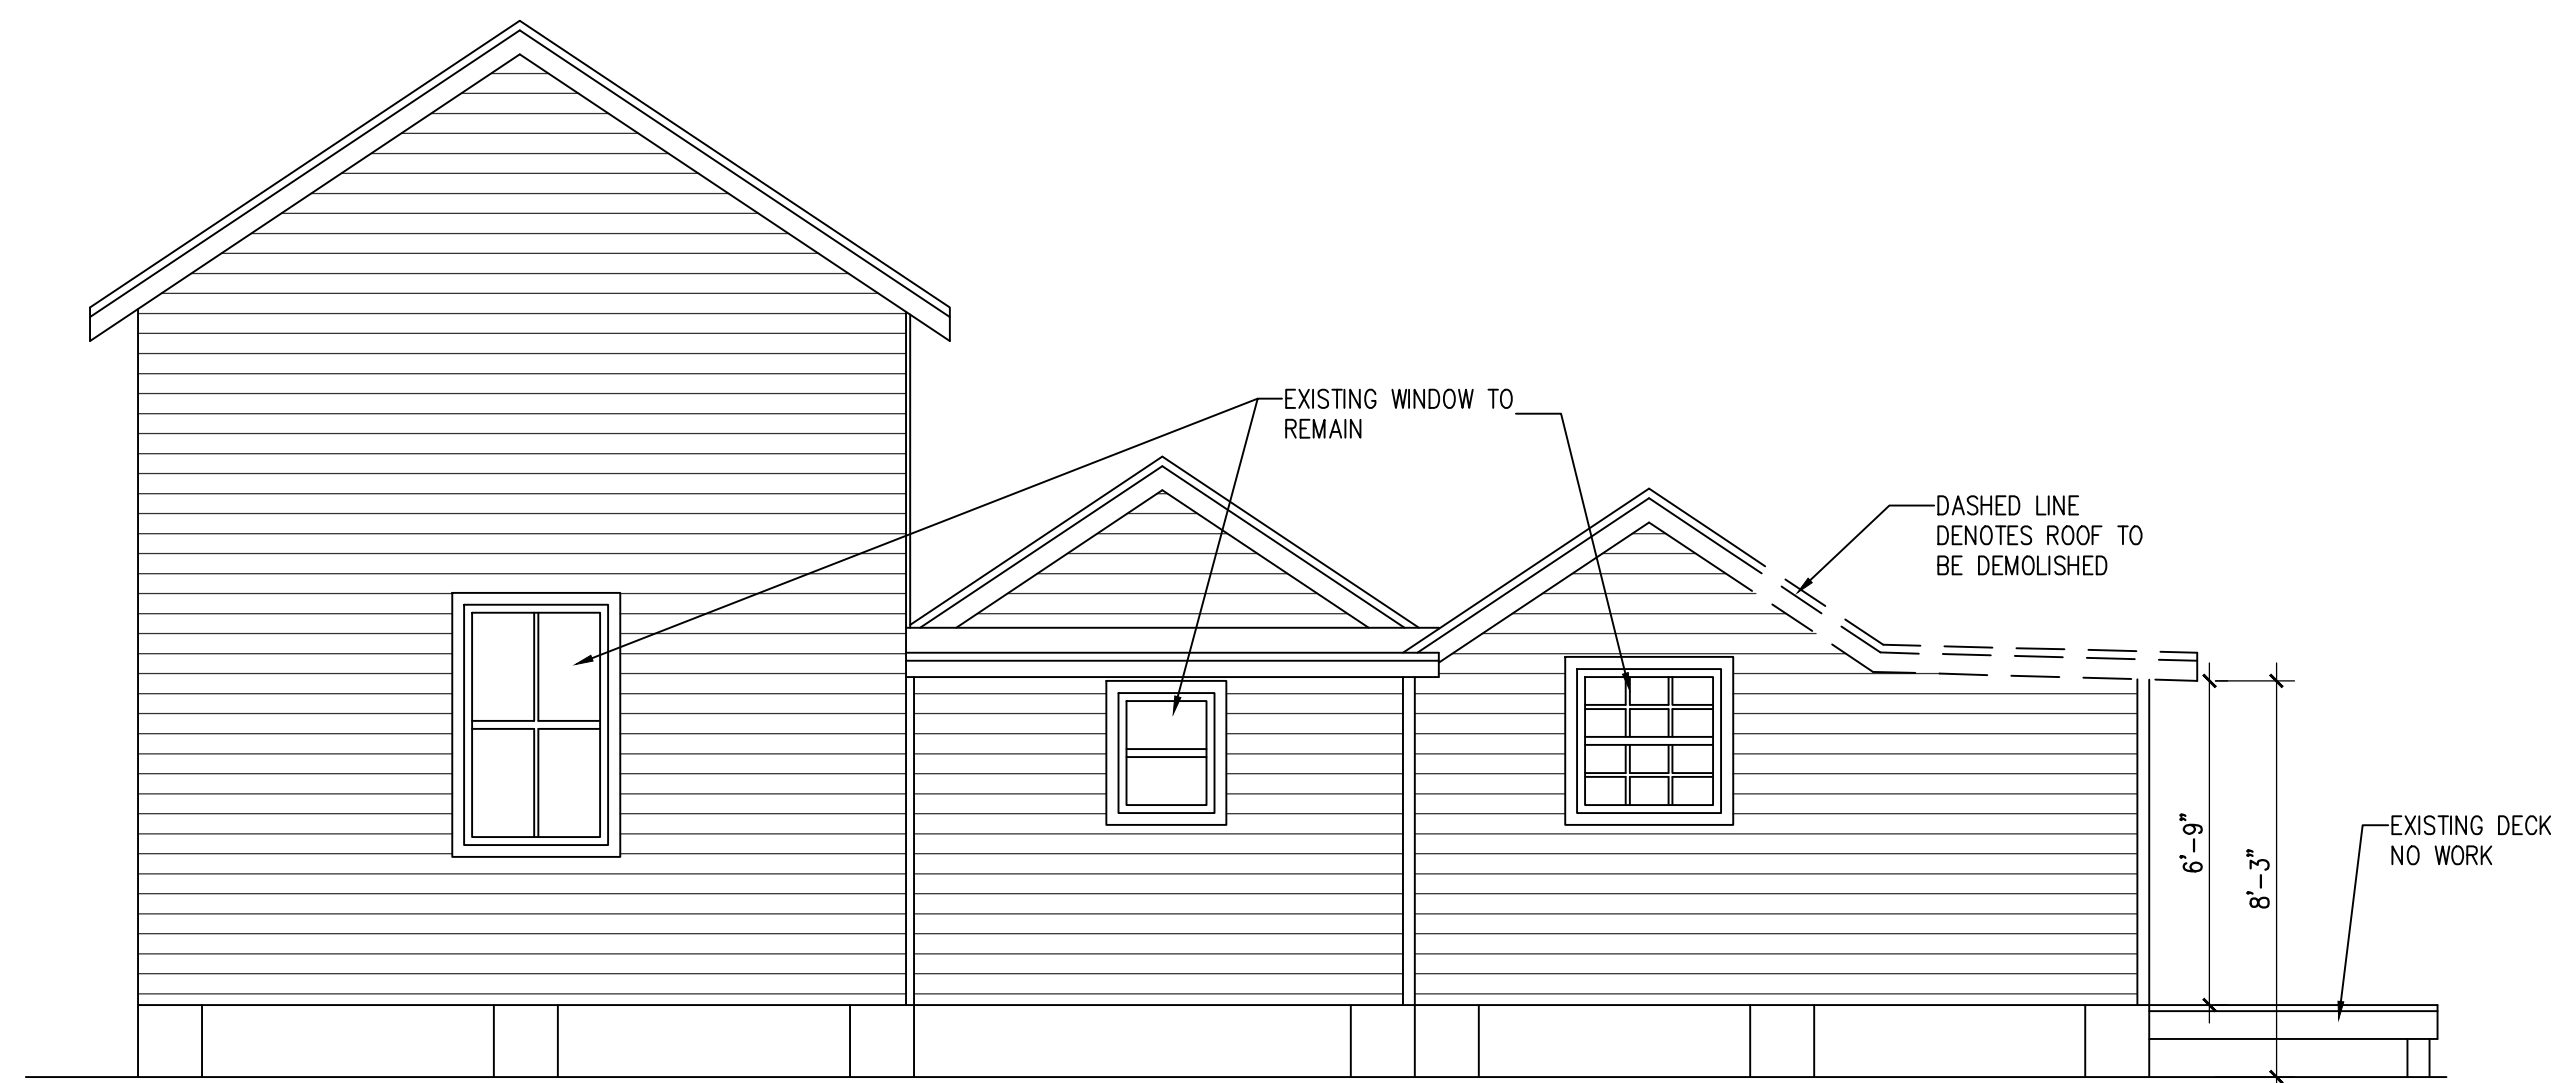 EXISTING WINDOW TO
REMAIN
DASHED LINE
DENOTES ROOF TO
BE DEMOLISHED
6'-9"
8'-3"
EXISTING DECK
NO WORK